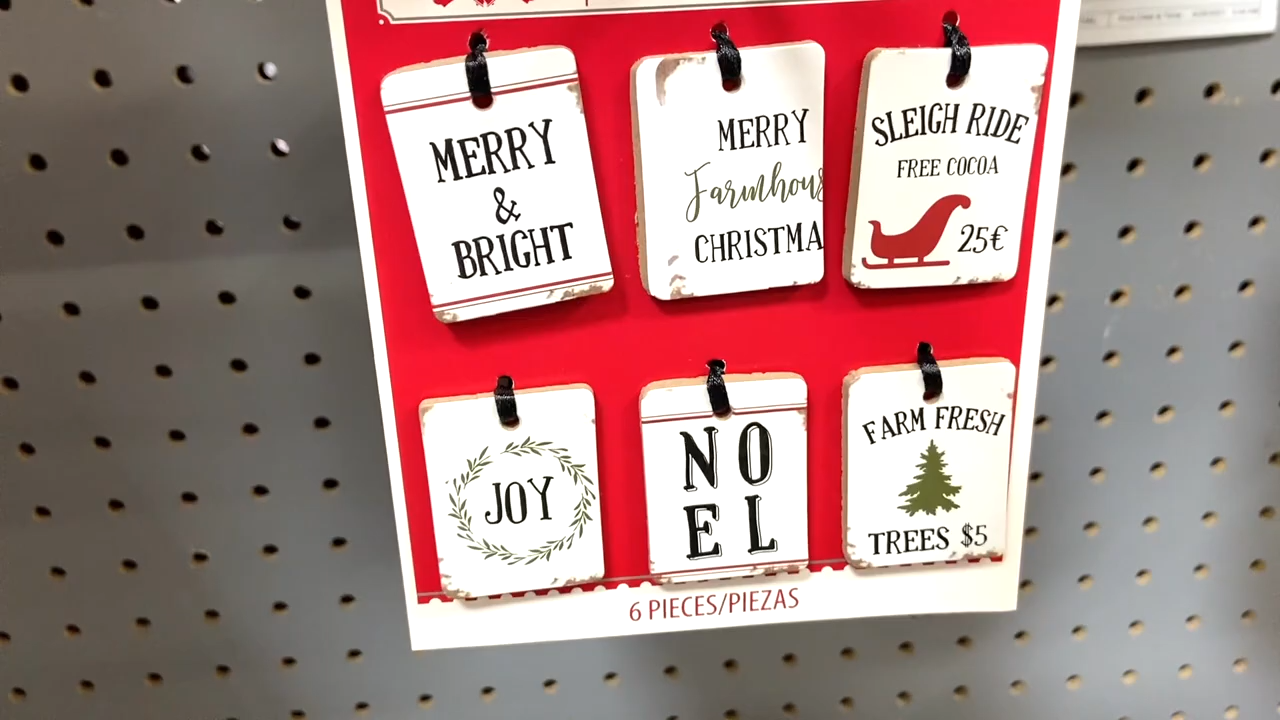 MERRY
&
BRIGHT
MERRY
Farmhous
CHRISTMA
SLEIGH RIDE
FREE COCOA
25€
JOY
NO
EL
FARM FRESH
TREES $5
6 PIECES/PIEZAS